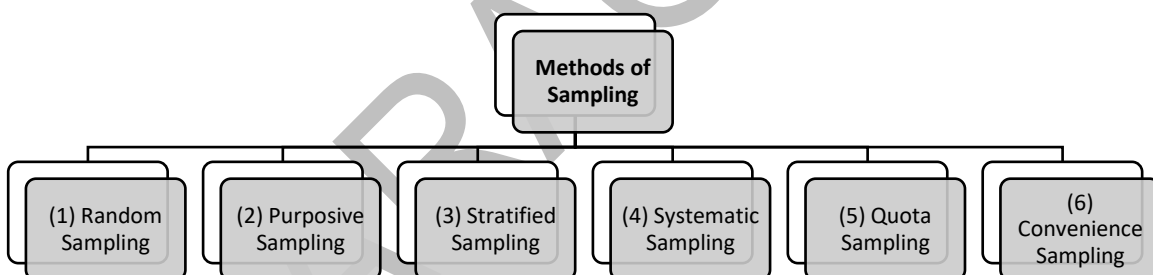 Methods of
Sampling
(1) Random
Sampling
(2) Purposive
Sampling
(3) Stratified
Sampling
(4) Systematic
Sampling
(5) Quota
Sampling
(6)
Convenience
Sampling